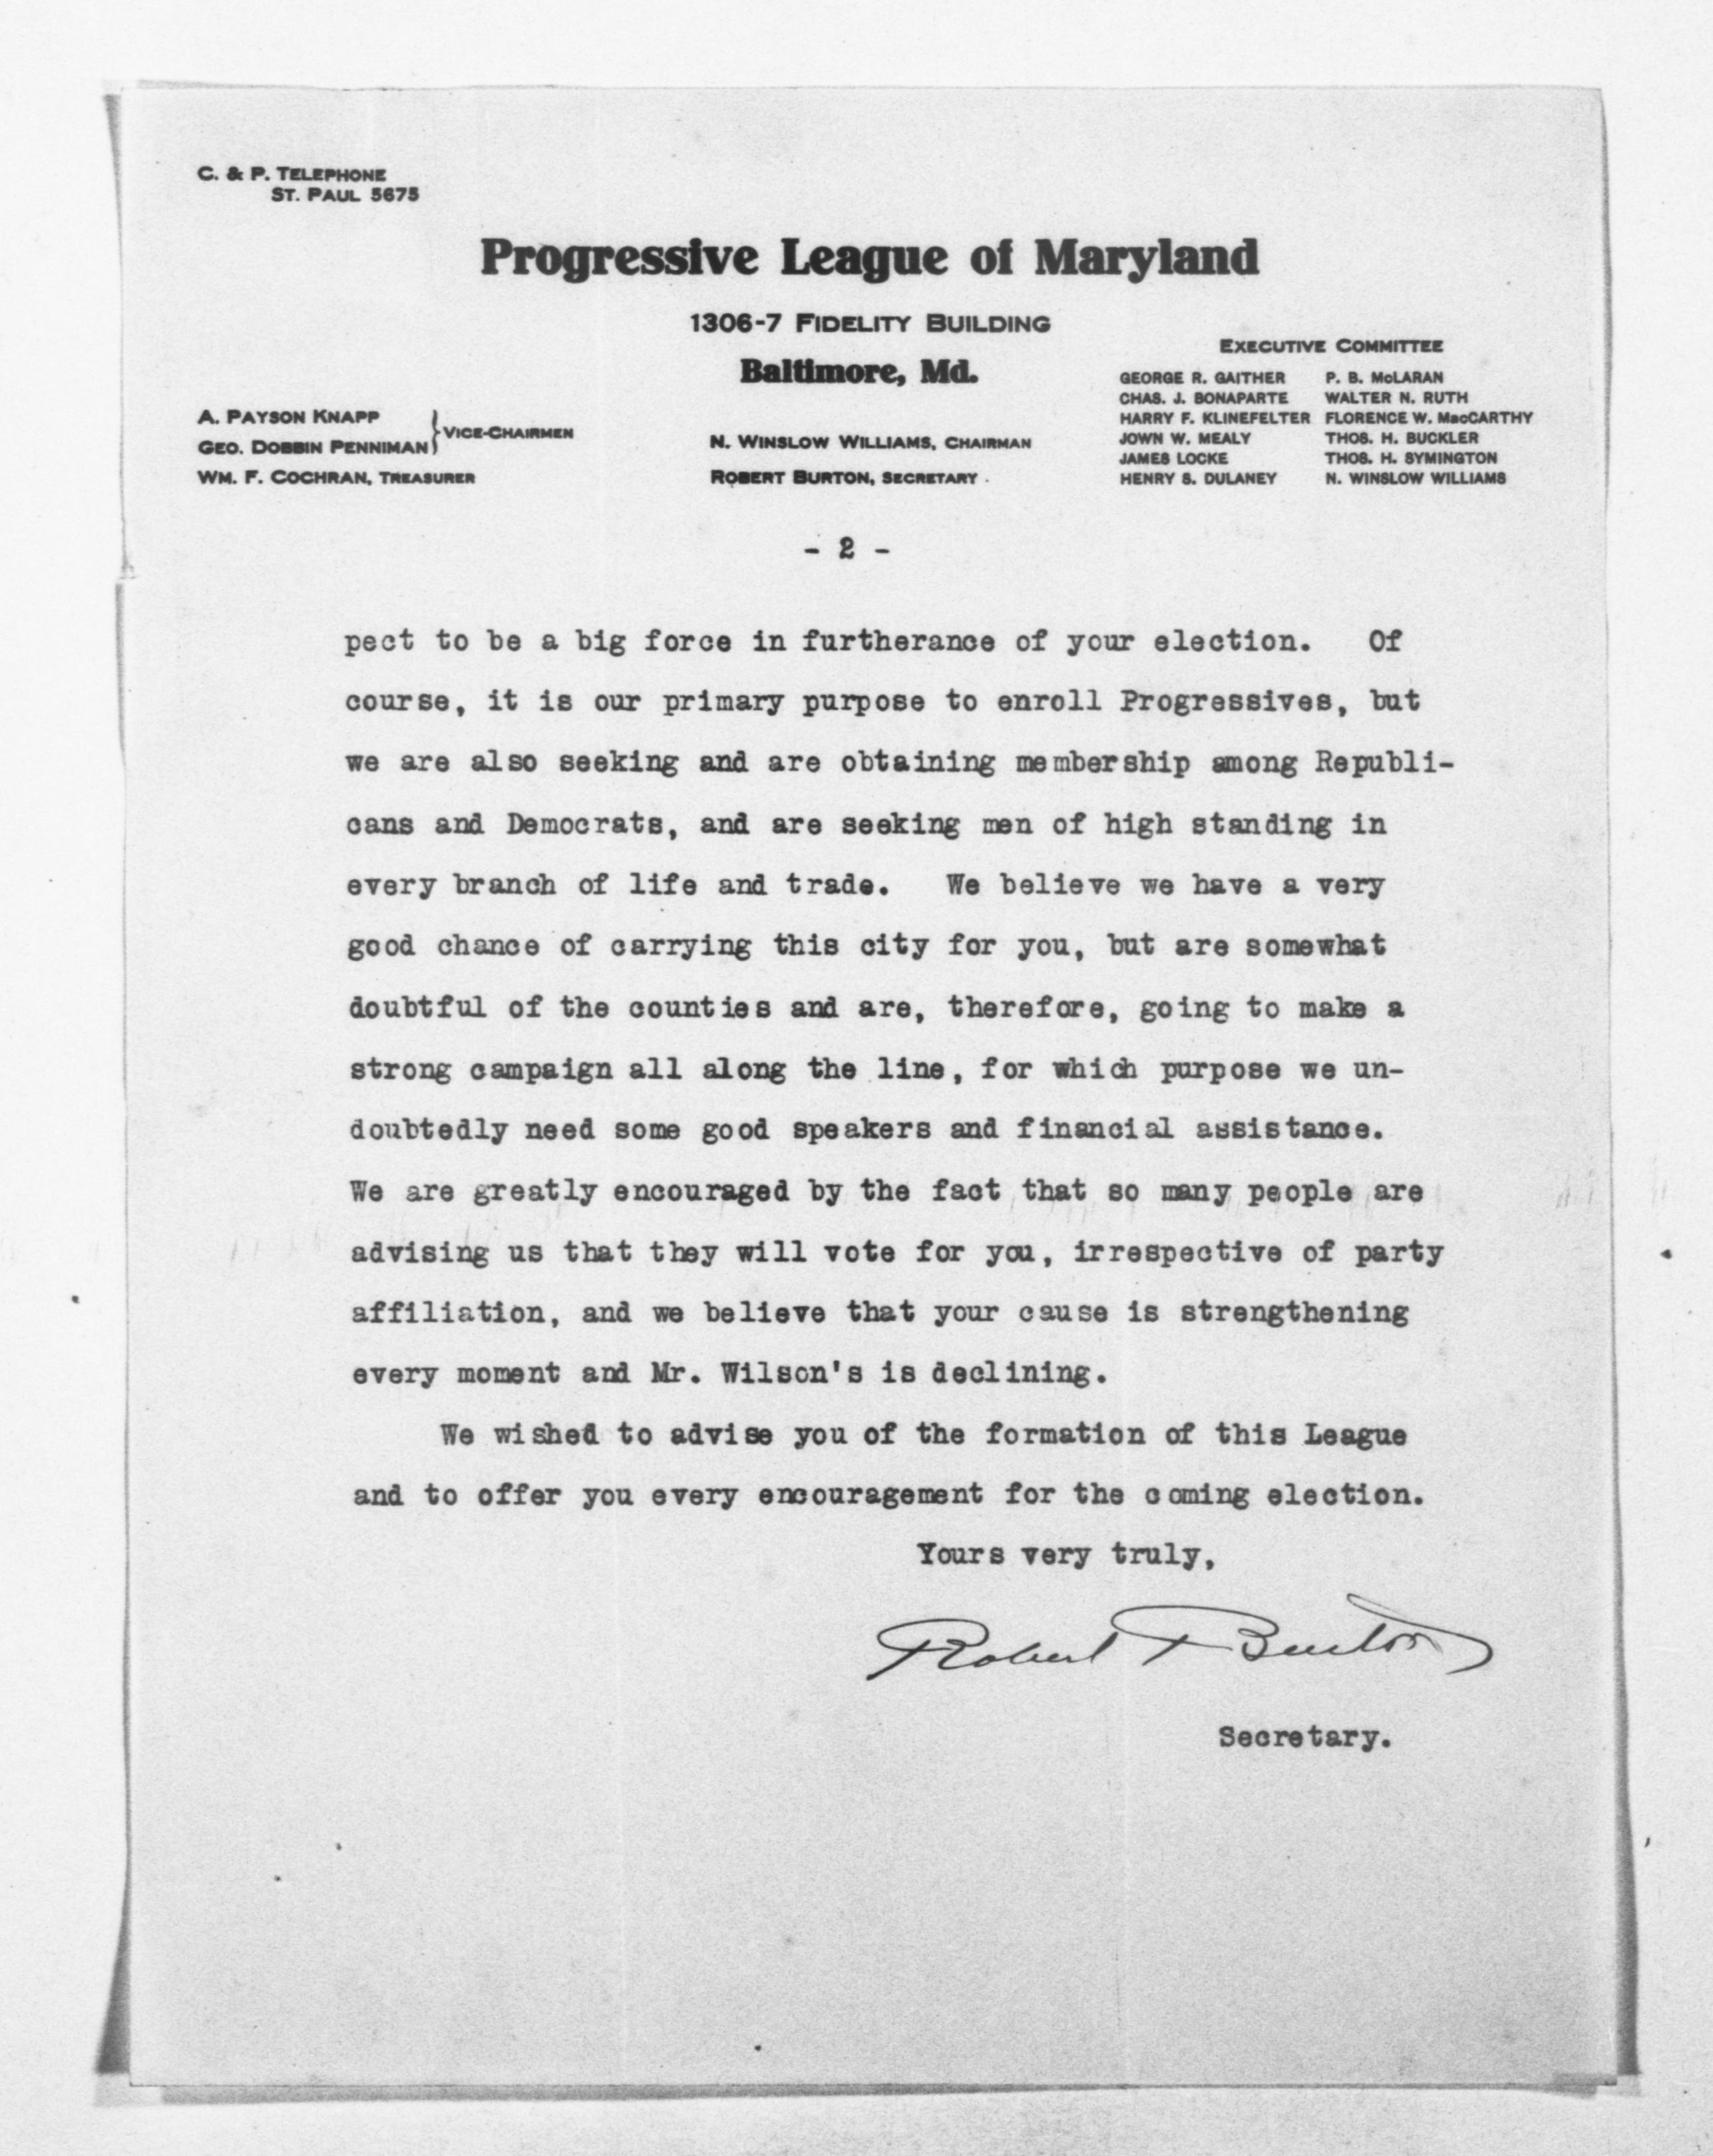 C. & P. TELEPHONE
ST. PAUL 5675
Progressive League of Maryland
1306-7 FIDELITY BUILDING
Baltimore, Md.
A. PAYSON KNAPP
GEO. DOBBIN PENNIMAN } VICE-CHAIRMEN
WM. F. COCHRAN, TREASURER
N. WINSLOW WILLIAMS, CHAIRMAN
ROBERT BURTON, SECRETARY.
EXECUTIVE COMMITTEE
GEORGE R. GAITHER P. B. McLARAN
CHAS. J. BONAPARTE WALTER N. RUTH
HARRY F. KLINEFELTER FLORENCE W. MacCARTHY
JOWN W. MEALY THOS. H. BUCKLER
JAMES LOCKE THOS. H. SYMINGTON
HENRY S. DULANEY N. WINSLOW WILLIAMS
- 2 -
pect to be a big force in furtherance of your election. Of
course, it is our primary purpose to enroll Progressives, but
we are also seeking and are obtaining membership among Republi-
cans and Democrats, and are seeking men of high standing in
every branch of life and trade. We believe we have a very
good chance of carrying this city for you, but are somewhat
doubtful of the counties and are, therefore, going to make a
strong campaign all along the line, for which purpose we un-
doubtedly need some good speakers and financial assistance.
We are greatly encouraged by the fact that so many people are
advising us that they will vote for you, irrespective of party
affiliation, and we believe that your cause is strengthening
every moment and Mr. Wilson's is declining.
We wished to advise you of the formation of this League
and to offer you every encouragement for the coming election.
Yours very truly,
Robert Burton
Secretary.